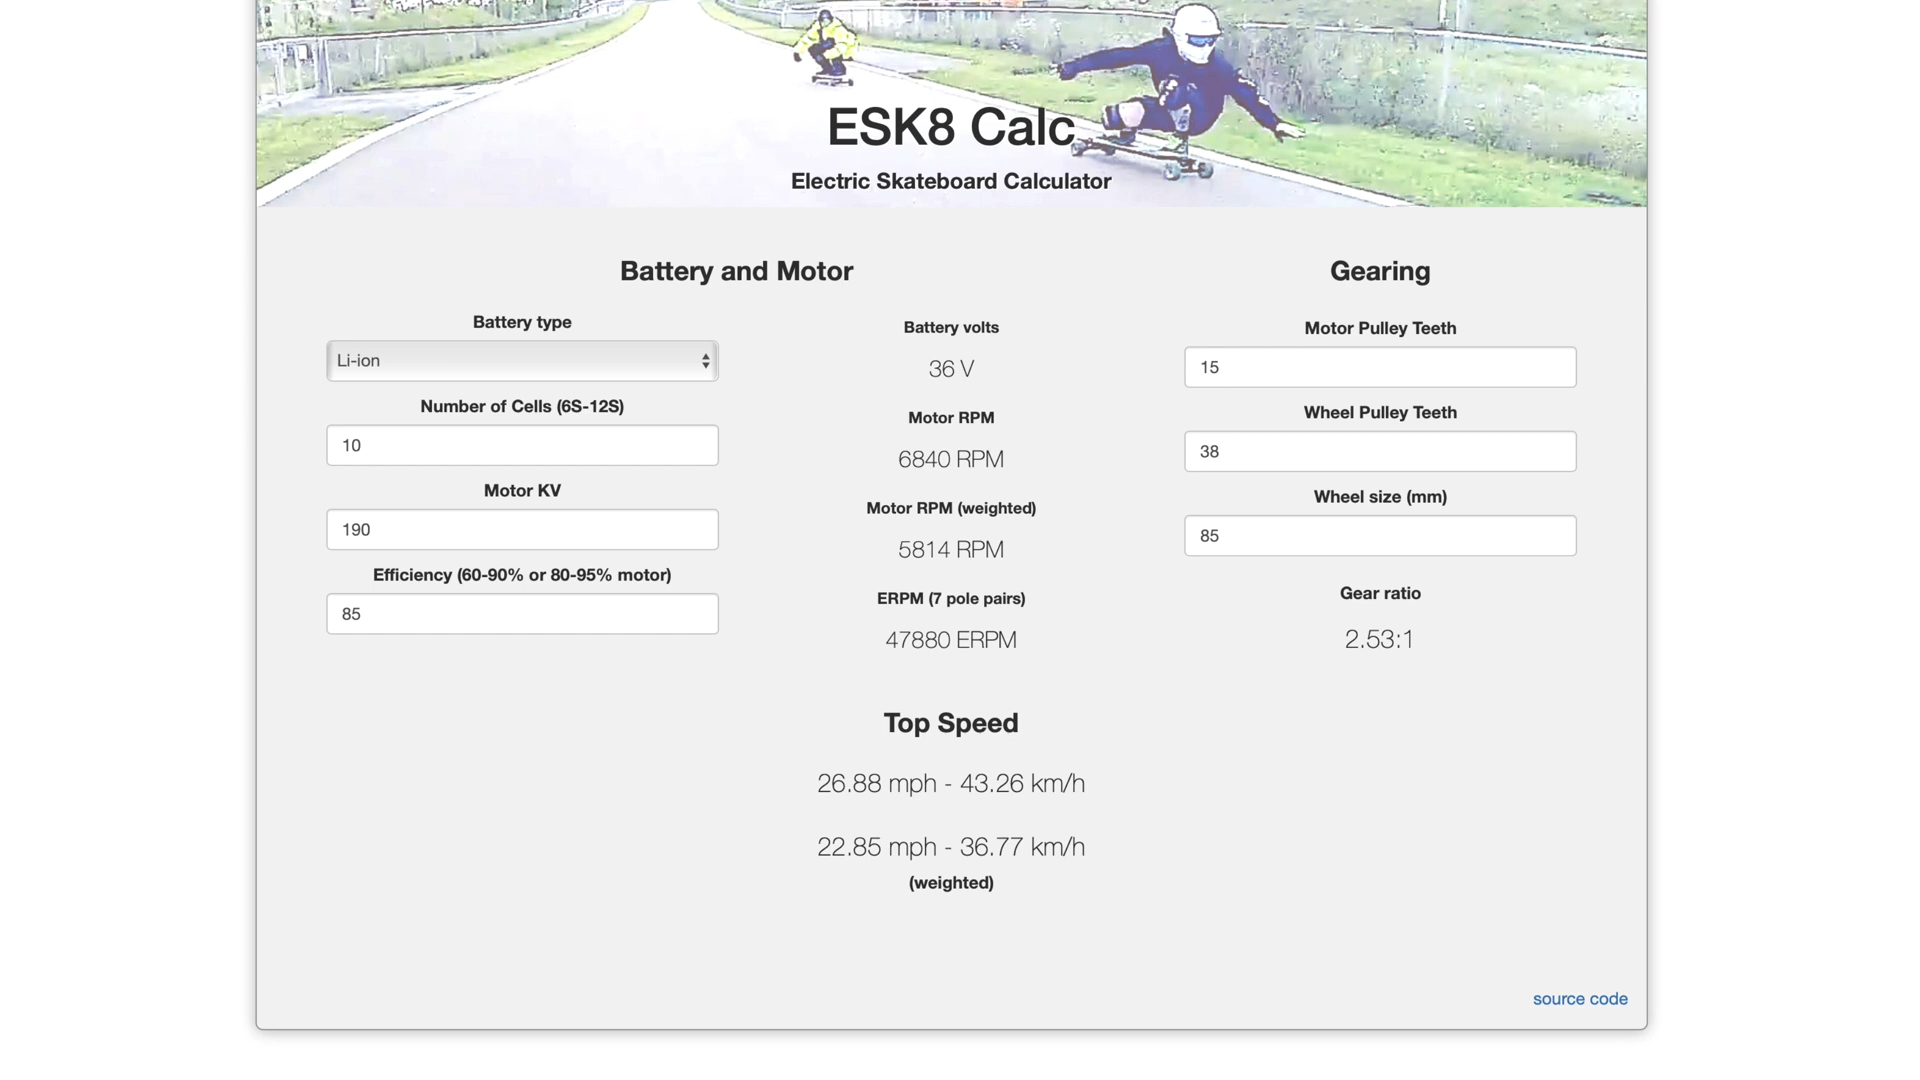 ESK8 Calc
Electric Skateboard Calculator
Battery and Motor
Battery type
Li-ion
Number of Cells (6S-12S)
10
Motor KV
190
Efficiency (60-90% or 80-95% motor)
85
Battery volts
36 V
Motor RPM
6840 RPM
Motor RPM (weighted)
5814 RPM
ERPM (7 pole pairs)
47880 ERPM
Gearing
Motor Pulley Teeth
15
Wheel Pulley Teeth
38
Wheel size (mm)
85
Gear ratio
2.53:1
Top Speed
26.88 mph - 43.26 km/h
22.85 mph - 36.77 km/h
(weighted)
source code